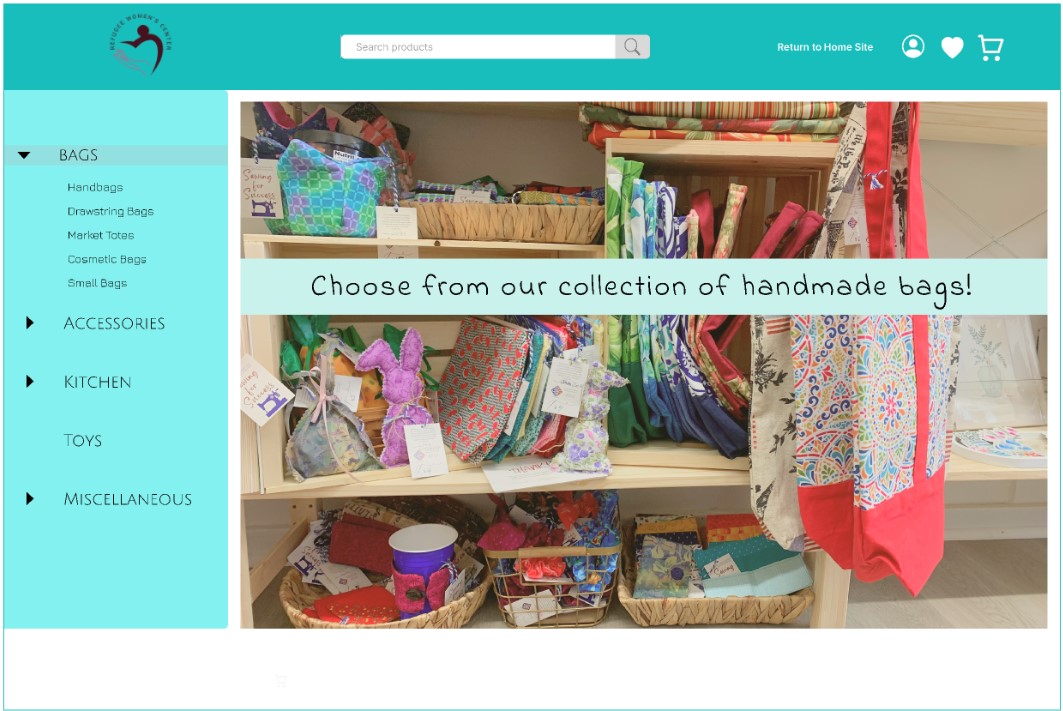 REFUGEE WOMEN'S CENTER
Search products
Return to Home Site
BAGS
Handbags
Drawstring Bags
Market Totes
Cosmetic Bags
Small Bags
ACCESSORIES
KITCHEN
TOYS
MISCELLANEOUS
Sewing
for
Success
Choose from our collection of handmade bags!
Sewing
for
Success